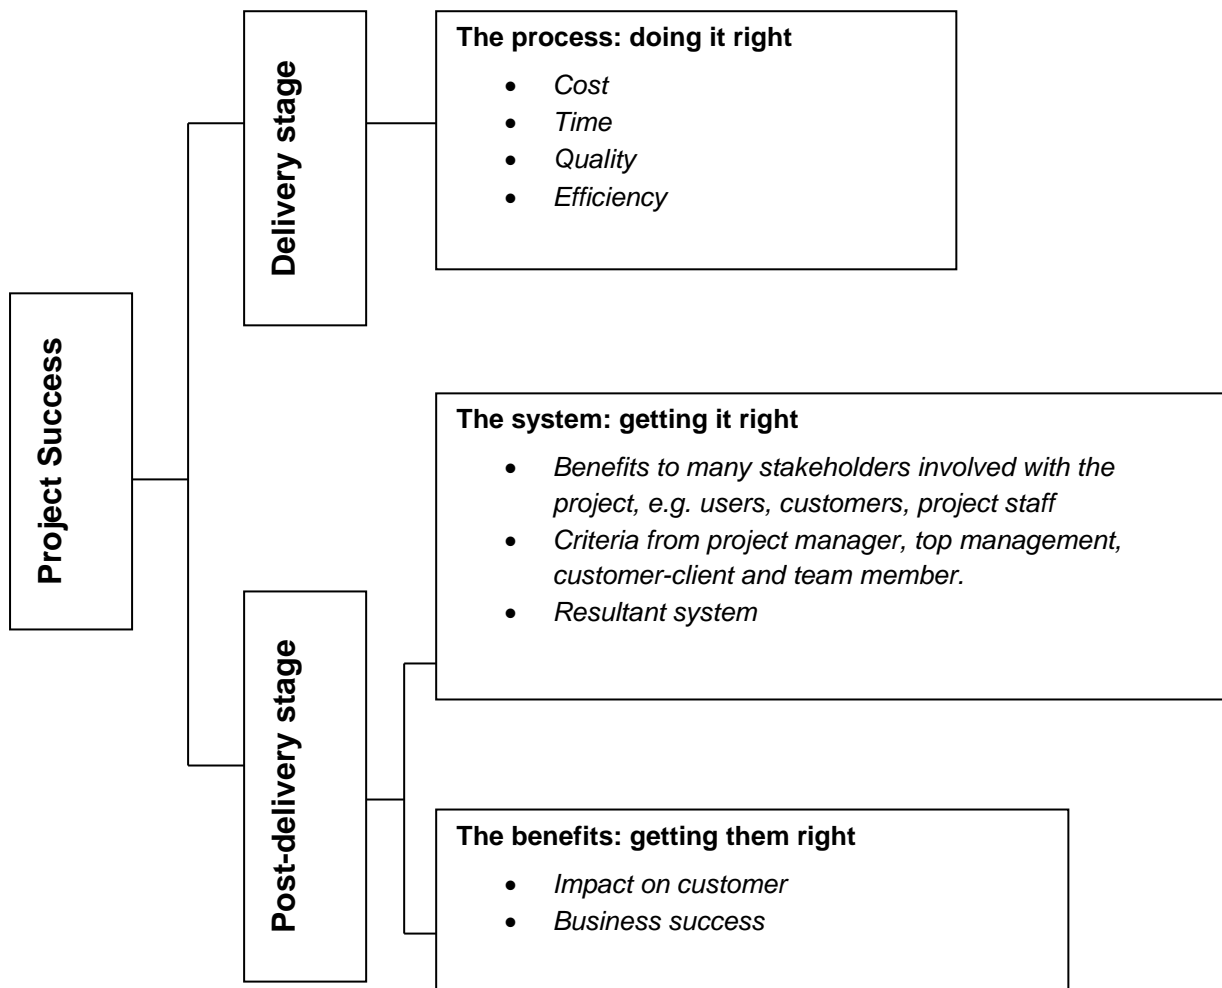 Project Success
Delivery stage
The process: doing it right
• Cost
• Time
• Quality
• Efficiency
Post-delivery stage
The system: getting it right
• Benefits to many stakeholders involved with the
project, e.g. users, customers, project staff
• Criteria from project manager, top management,
customer-client and team member.
• Resultant system
The benefits: getting them right
• Impact on customer
• Business success